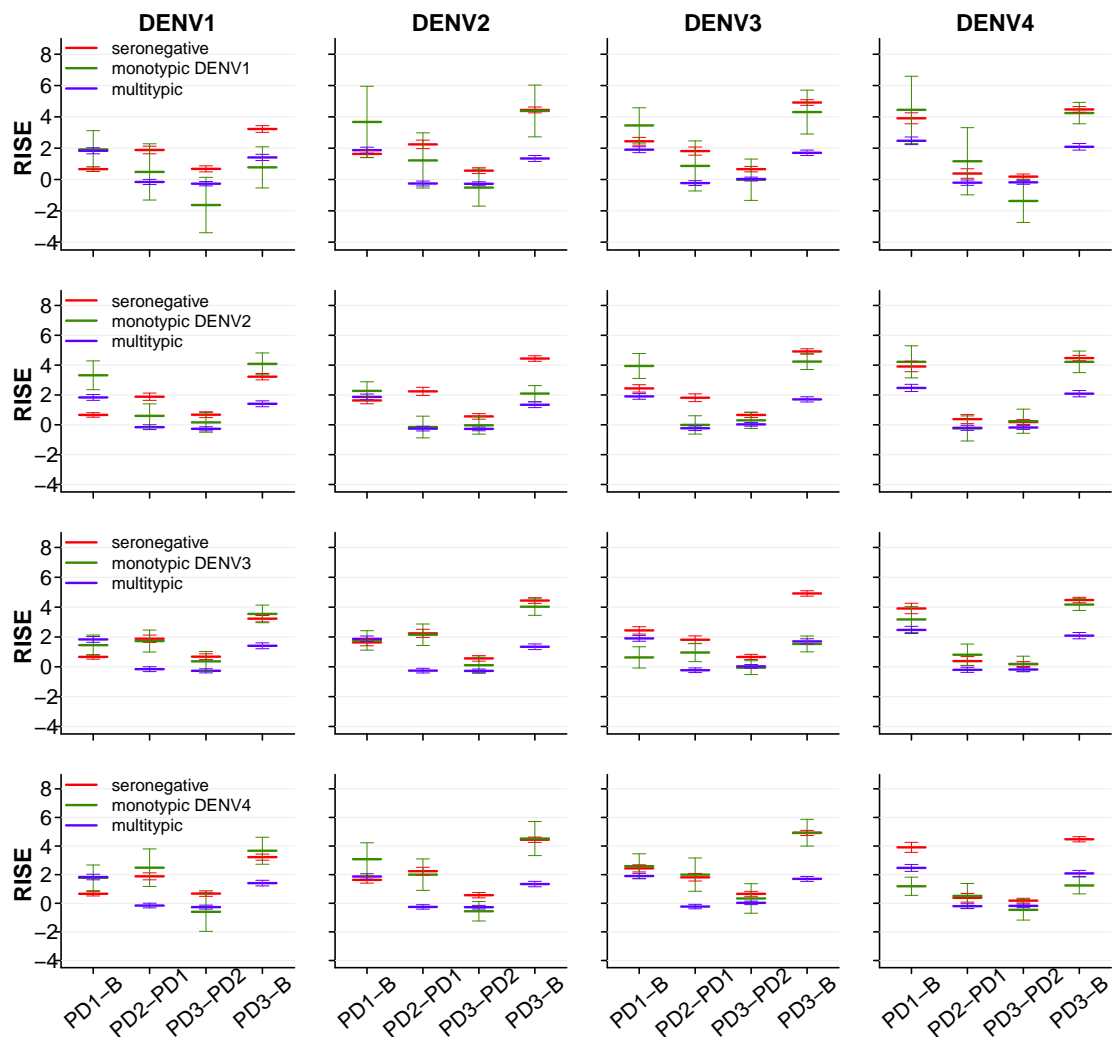 DENV1 DENV2 DENV3 DENV4
RISE
8
6
4
2
0
−2
−4
seronegative
monotypic DENV1
multitypic
RISE
8
6
4
2
0
−2
−4
seronegative
monotypic DENV2
multitypic
RISE
8
6
4
2
0
−2
−4
seronegative
monotypic DENV3
multitypic
RISE
8
6
4
2
0
−2
−4
seronegative
monotypic DENV4
multitypic
PD1−B PD2−PD1 PD3−PD2 PD3−B PD1−B PD2−PD1 PD3−PD2 PD3−B PD1−B PD2−PD1 PD3−PD2 PD3−B PD1−B PD2−PD1 PD3−PD2 PD3−B